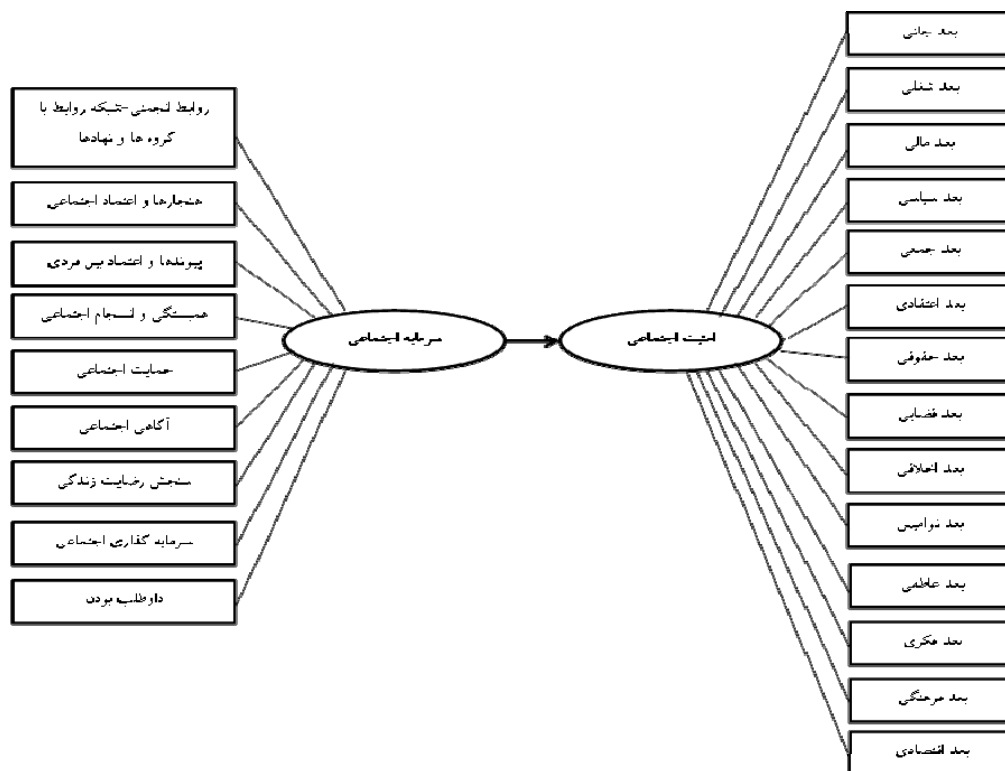 روابط انجمنی-شبکه روابط با
گروه ها و نهادها
هنجارها و اعتماد اجتماعی
پیوندها و اعتماد بین فردی
همبستگی و انسجام اجتماعی
حمایت اجتماعی
آگاهی اجتماعی
سنجش رضایت زندگی
سرمایه گذاری اجتماعی
داوطلب بودن
سرمایه اجتماعی
امنیت اجتماعی
بعد جانی
بعد شغلی
بعد مالی
بعد سیاسی
بعد جمعی
بعد اعتقادی
بعد حقوقی
بعد قضایی
بعد اخلاقی
بعد نوامیس
بعد عاطفی
بعد فکری
بعد فرهنگی
بعد اقتصادی